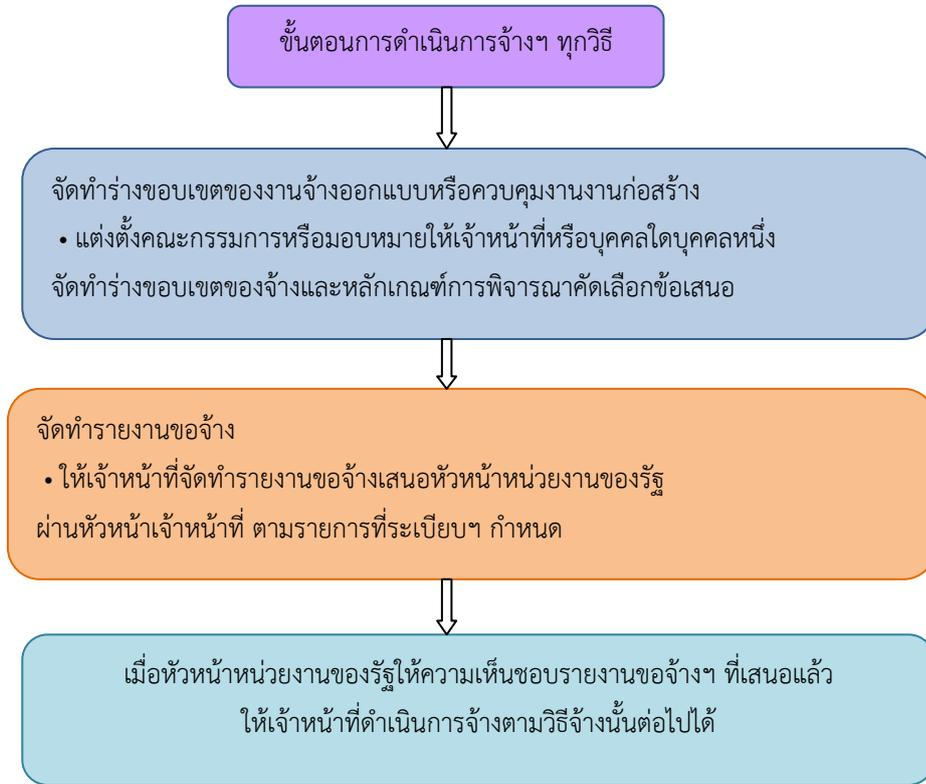 ขั้นตอนการดำเนินการจ้างฯ ทุกวิธี
จัดทำร่างขอบเขตของงานจ้างออกแบบหรือควบคุมงานงานก่อสร้าง
• แต่งตั้งคณะกรรมการหรือมอบหมายให้เจ้าหน้าที่หรือบุคคลใดบุคคลหนึ่ง
จัดทำร่างขอบเขตของจ้างและหลักเกณฑ์การพิจารณาคัดเลือกข้อเสนอ
จัดทำรายงานขอจ้าง
• ให้เจ้าหน้าที่จัดทำรายงานขอจ้างเสนอหัวหน้าหน่วยงานของรัฐ
ผ่านหัวหน้าเจ้าหน้าที่ ตามรายการที่ระเบียบฯ กำหนด
เมื่อหัวหน้าหน่วยงานของรัฐให้ความเห็นชอบรายงานขอจ้างฯ ที่เสนอแล้ว
ให้เจ้าหน้าที่ดำเนินการจ้างตามวิธีจ้างนั้นต่อไปได้